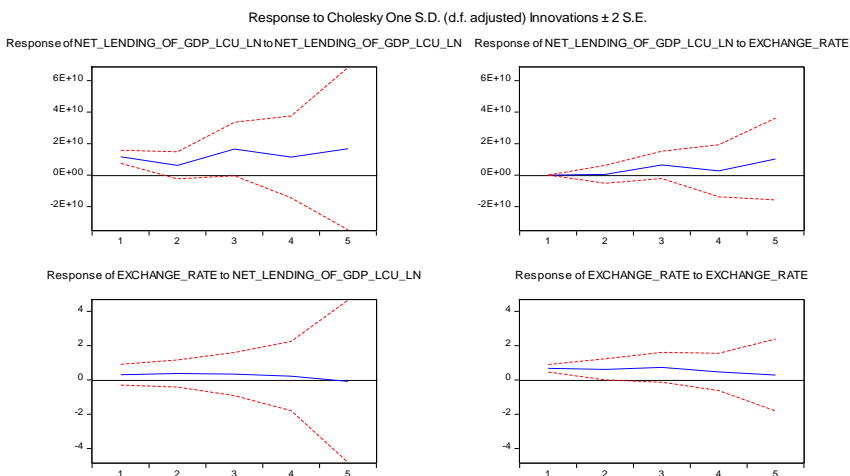 Response to Cholesky One S.D. (d.f. adjusted) Innovations ± 2 S.E.
Response of NET_LENDING_OF_GDP_LCU_LN to NET_LENDING_OF_GDP_LCU_LN
6E+10
4E+10
2E+10
0E+00
-2E+10
1 2 3 4 5
Response of NET_LENDING_OF_GDP_LCU_LN to EXCHANGE_RATE
6E+10
4E+10
2E+10
0E+00
-2E+10
1 2 3 4 5
Response of EXCHANGE_RATE to NET_LENDING_OF_GDP_LCU_LN
4
2
0
-2
-4
1 2 3 4 5
Response of EXCHANGE_RATE to EXCHANGE_RATE
4
2
0
-2
-4
1 2 3 4 5